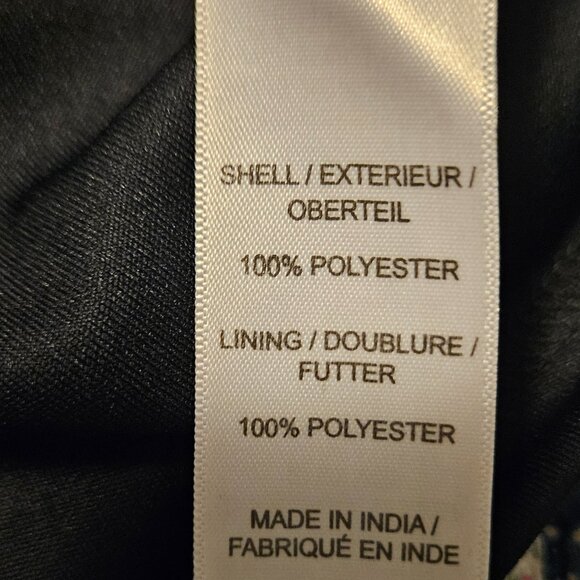 SHELL / EXTERIEUR /
OBERTEIL
100% POLYESTER
LINING / DOUBLURE /
FUTTER
100% POLYESTER
MADE IN INDIA /
FABRIQUÉ EN INDE